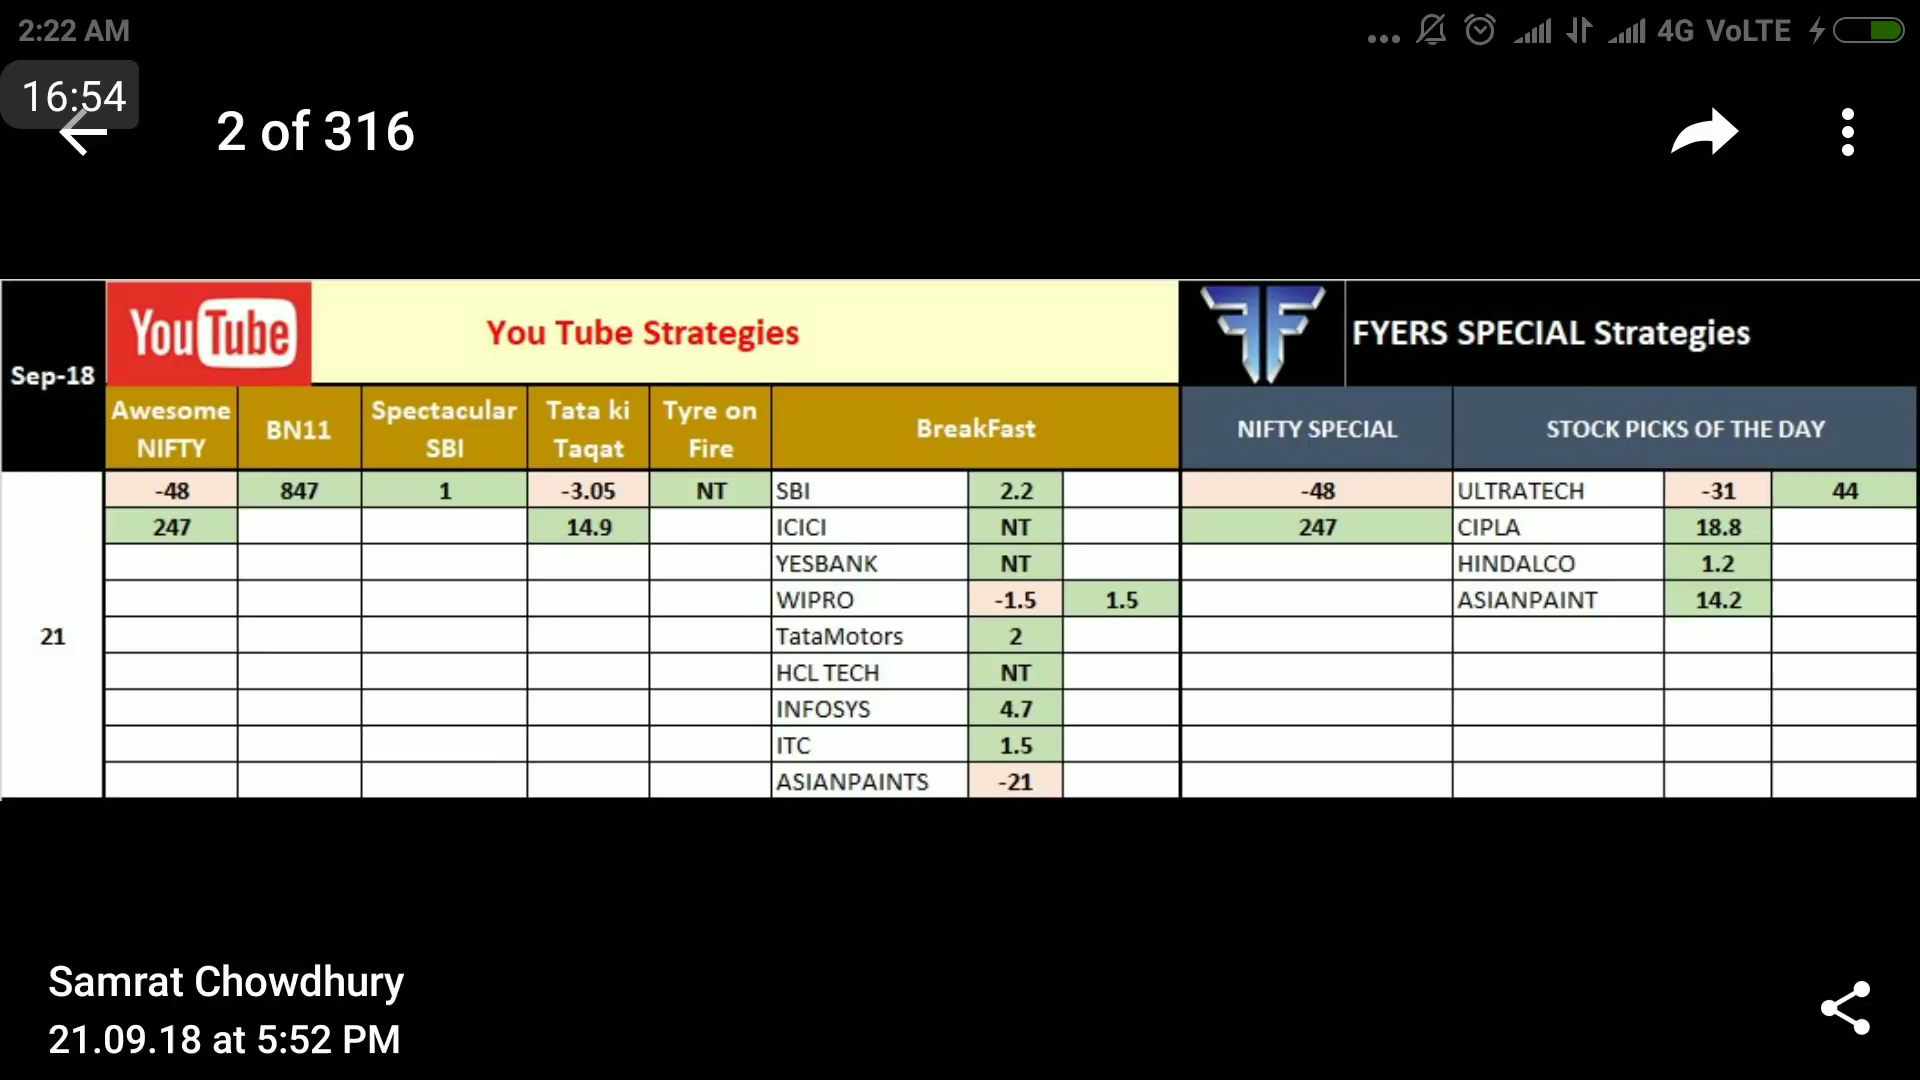 2:22 AM
... 4G VoLTE
16:54
2 of 316
Sep-18
YouTube
You Tube Strategies
FYERS SPECIAL Strategies
Awesome NIFTY
BN11
Spectacular SBI
Tata ki Taqat
Tyre on Fire
BreakFast
NIFTY SPECIAL
STOCK PICKS OF THE DAY
21
-48 847 1 -3.05 NT SBI 2.2 -48 ULTRATECH -31 44
247 14.9 ICICI NT 247 CIPLA 18.8
YESBANK NT HINDALCO 1.2
WIPRO -1.5 1.5 ASIANPAINT 14.2
TataMotors 2
HCL TECH NT
INFOSYS 4.7
ITC 1.5
ASIANPAINTS -21
Samrat Chowdhury
21.09.18 at 5:52 PM